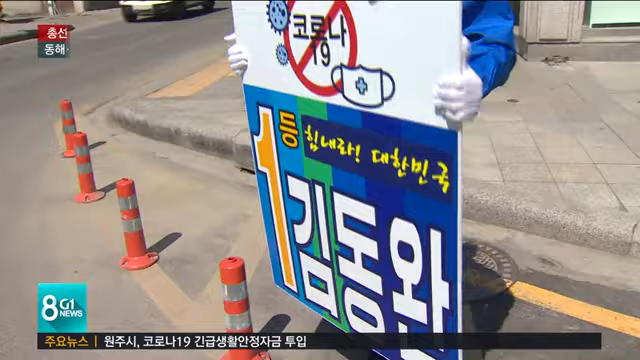 총선
동해
코로나
19
1등
힘내라! 대한민국
김동완
8 G1
NEWS
주요뉴스 원주시, 코로나19 긴급생활안정자금 투입